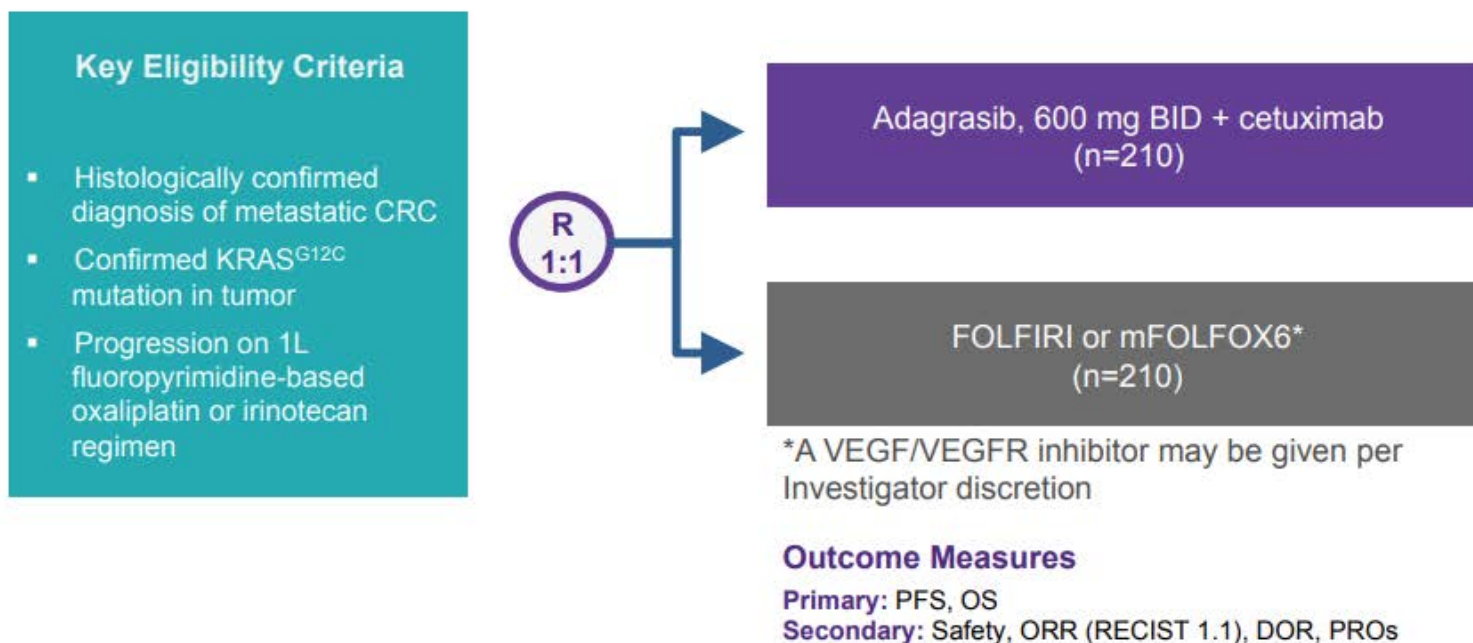 Key Eligibility Criteria
▪ Histologically confirmed
diagnosis of metastatic CRC
▪ Confirmed KRASG12C
mutation in tumor
▪ Progression on 1L
fluoropyrimidine-based
oxaliplatin or irinotecan
regimen
R
1:1
Adagrasib, 600 mg BID + cetuximab
(n=210)
FOLFIRI or mFOLFOX6*
(n=210)
*A VEGF/VEGFR inhibitor may be given per
Investigator discretion
Outcome Measures
Primary: PFS, OS
Secondary: Safety, ORR (RECIST 1.1), DOR, PROs